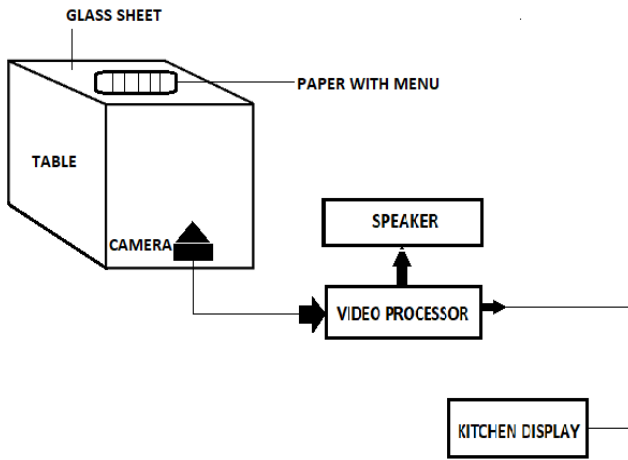 GLASS SHEET
PAPER WITH MENU
TABLE
SPEAKER
CAMERA
VIDEO PROCESSOR
KITCHEN DISPLAY